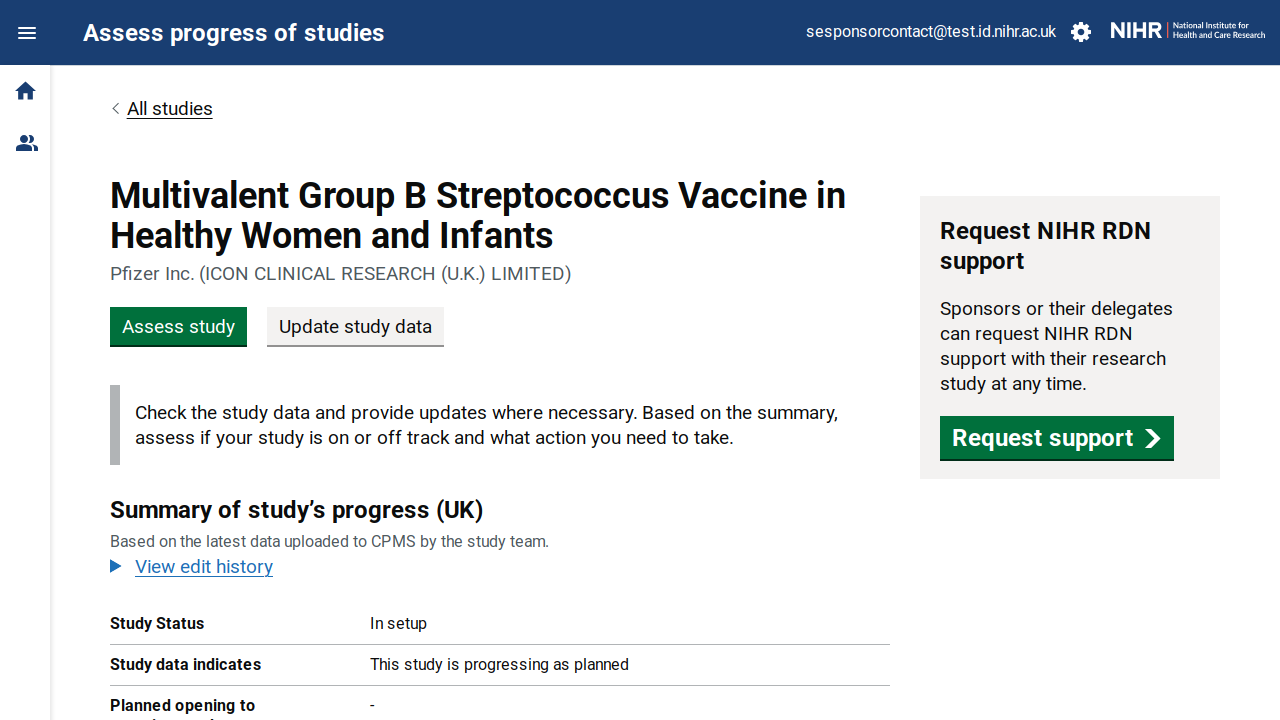 Assess progress of studies
sesponsorcontact@test.id.nihr.ac.uk
NIHR
National Institute for
Health and Care Research
All studies
Multivalent Group B Streptococcus Vaccine in
Healthy Women and Infants
Pfizer Inc. (ICON CLINICAL RESEARCH (U.K.) LIMITED)
Assess study
Update study data
Check the study data and provide updates where necessary. Based on the summary,
assess if your study is on or off track and what action you need to take.
Summary of study’s progress (UK)
Based on the latest data uploaded to CPMS by the study team.
View edit history
Study Status In setup
Study data indicates This study is progressing as planned
Planned opening to -
Request NIHR RDN
support
Sponsors or their delegates
can request NIHR RDN
support with their research
study at any time.
Request support